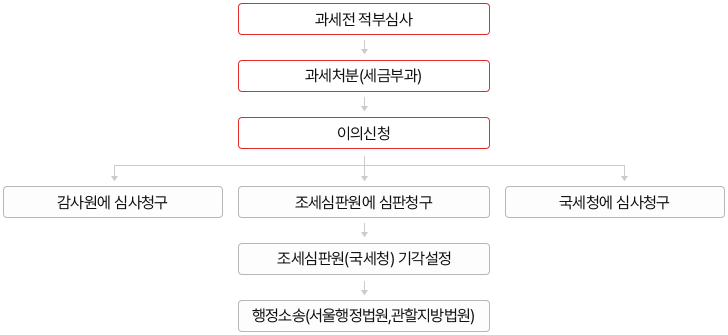 과세전 적부심사
과세처분(세금부과)
이의신청
감사원에 심사청구
조세심판원에 심판청구
국세청에 심사청구
조세심판원(국세청) 기각설정
행정소송(서울행정법원,관할지방법원)